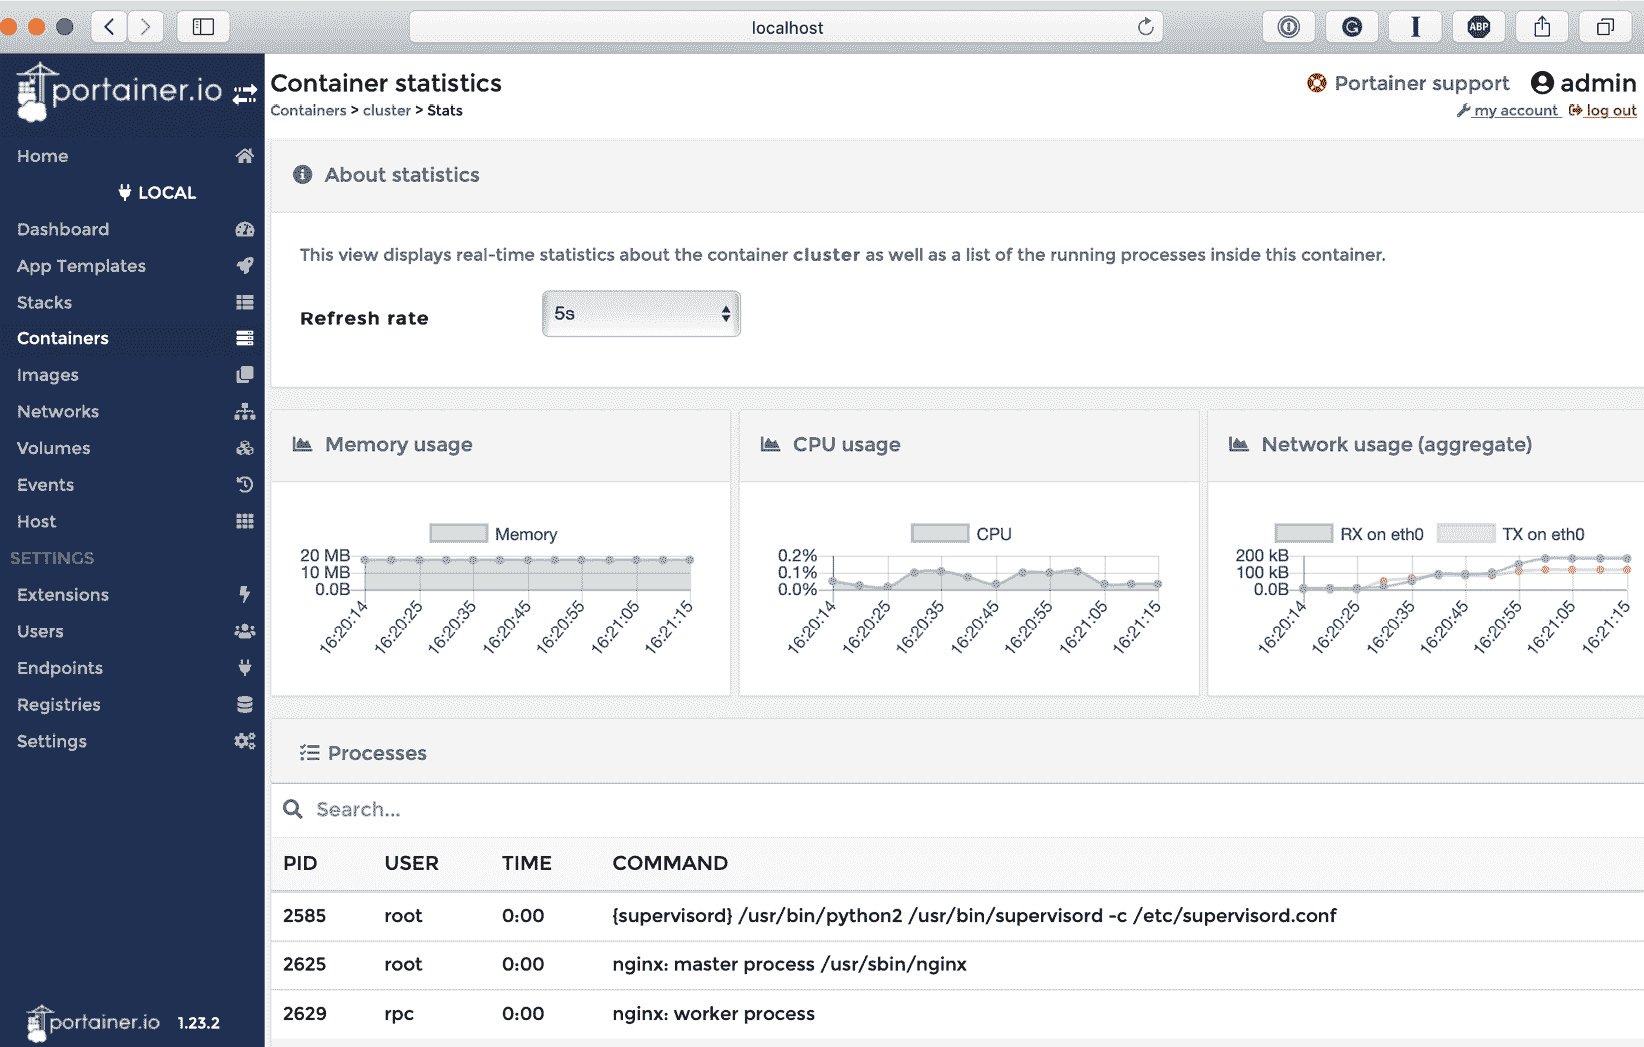 localhost
ABP
portainer.io
Container statistics
Portainer support admin
Containers > cluster > Stats
my account log out
Home
LOCAL
Dashboard
App Templates
Stacks
Containers
Images
Networks
Volumes
Events
Host
SETTINGS
Extensions
Users
Endpoints
Registries
Settings
portainer.io 1.23.2
About statistics
This view displays real-time statistics about the container cluster as well as a list of the running processes inside this container.
Refresh rate 5s
Memory usage
Memory
20 MB
10 MB
0.0B
16:20:14 16:20:25 16:20:35 16:20:45 16:20:55 16:21:05 16:21:15
CPU usage
CPU
0.2%
0.1%
0.0%
16:20:14 16:20:25 16:20:35 16:20:45 16:20:55 16:21:05 16:21:15
Network usage (aggregate)
RX on eth0 TX on eth0
200 kB
100 kB
0.0B
16:20:14 16:20:25 16:20:35 16:20:45 16:20:55 16:21:05 16:21:15
Processes
Search...
PID USER TIME COMMAND
2585 root 0:00 {supervisord} /usr/bin/python2 /usr/bin/supervisord -c /etc/supervisord.conf
2625 root 0:00 nginx: master process /usr/sbin/nginx
2629 rpc 0:00 nginx: worker process